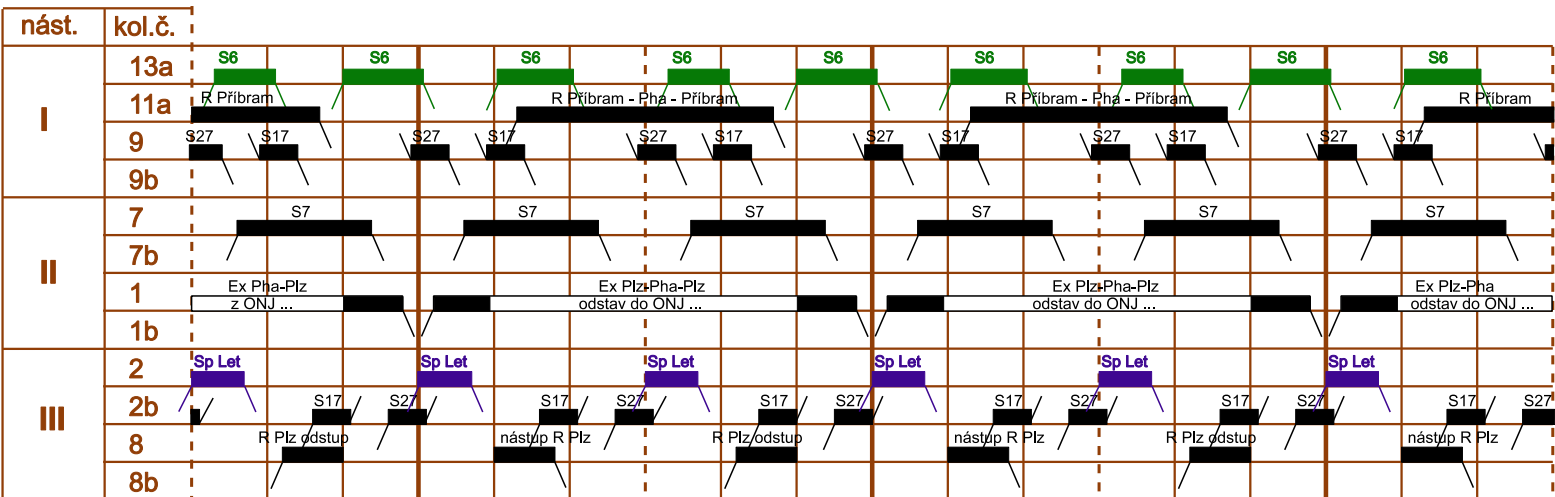 nást. kol.č.
I
13a S6 S6 S6 S6 S6 S6 S6 S6 S6
11a R Příbram R Příbram - Pha - Příbram R Příbram - Pha - Příbram R Příbram
9 S27 S17 S27 S17 S27 S17 S27 S17 S27 S17 S27 S17
9b
II
7 S7 S7 S7 S7 S7 S7
7b
1 Ex Pha-Plz Ex Plz-Pha-Plz Ex Plz-Pha-Plz Ex Plz-Pha
z ONJ ... odstav do ONJ ... odstav do ONJ ... odstav do ONJ ...
1b
III
2 Sp Let Sp Let Sp Let Sp Let Sp Let Sp Let
2b S17 S27 S17 S27 S17 S27 S17 S27 S17 S27 S17 S27
8 R Plz odstup nástup R Plz R Plz odstup nástup R Plz R Plz odstup nástup R Plz
8b